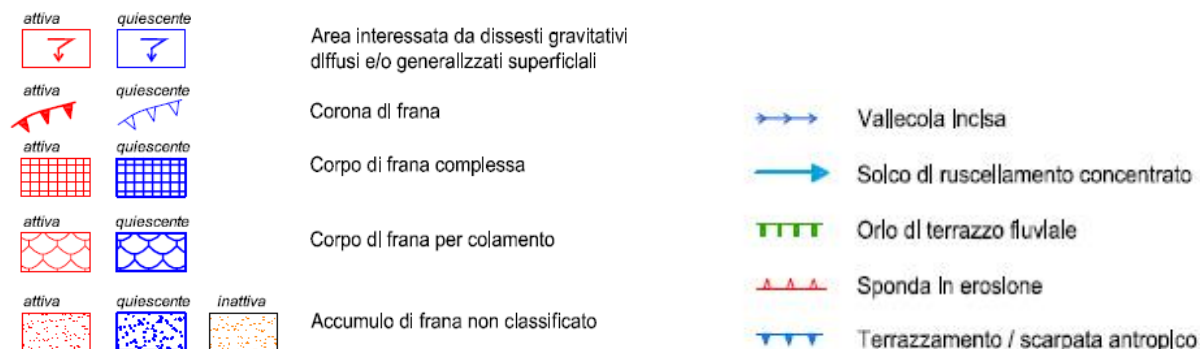 attiva quiescente
Area interessata da dissesti gravitativi
diffusi e/o generalizzati superficiali
attiva quiescente
Corona di frana
attiva quiescente
Corpo di frana complessa
attiva quiescente
Corpo di frana per colamento
attiva quiescente inattiva
Accumulo di frana non classificato
Vallecola incisa
Solco di ruscellamento concentrato
Orlo di terrazzo fluviale
Sponda in erosione
Terrazzamento / scarpata antropico